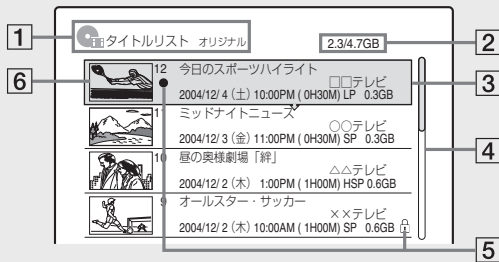 1 タイトルリスト オリジナル 2.3/4.7GB 2
6 12 今日のスポーツハイライト 3
□□テレビ
2004/12/ 4 (土) 10:00PM ( 0H30M) LP 0.3GB
11 ミッドナイトニューズ
○○テレビ 4
2004/12/ 3 (金) 11:00PM ( 0H30M) SP 0.3GB
10 昼の奥様劇場「絆」
△△テレビ
2004/12/ 2 (木) 1:00PM ( 1H00M) HSP 0.6GB
9 オールスター・サッカー
××テレビ
2004/12/ 2 (木) 10:00AM ( 1H00M) SP 0.6GB
5